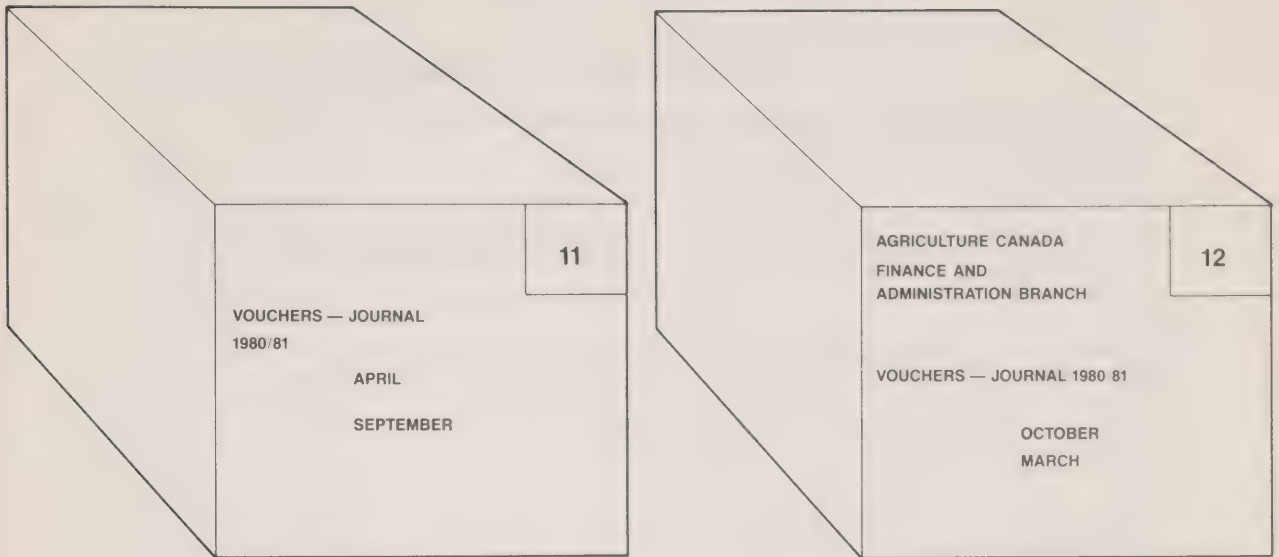 11
VOUCHERS — JOURNAL
1980/81
APRIL
SEPTEMBER
AGRICULTURE CANADA
12
FINANCE AND
ADMINISTRATION BRANCH
VOUCHERS — JOURNAL 1980 81
OCTOBER
MARCH